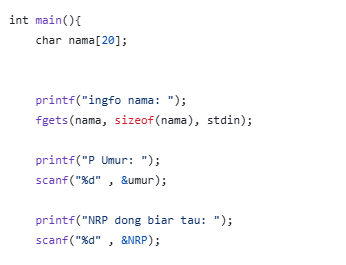 int main(){
char nama[20];
printf("ingfo nama: ");
fgets(nama, sizeof(nama), stdin);
printf("P Umur: ");
scanf("%d" , &umur);
printf("NRP dong biar tau: ");
scanf("%d" , &NRP);